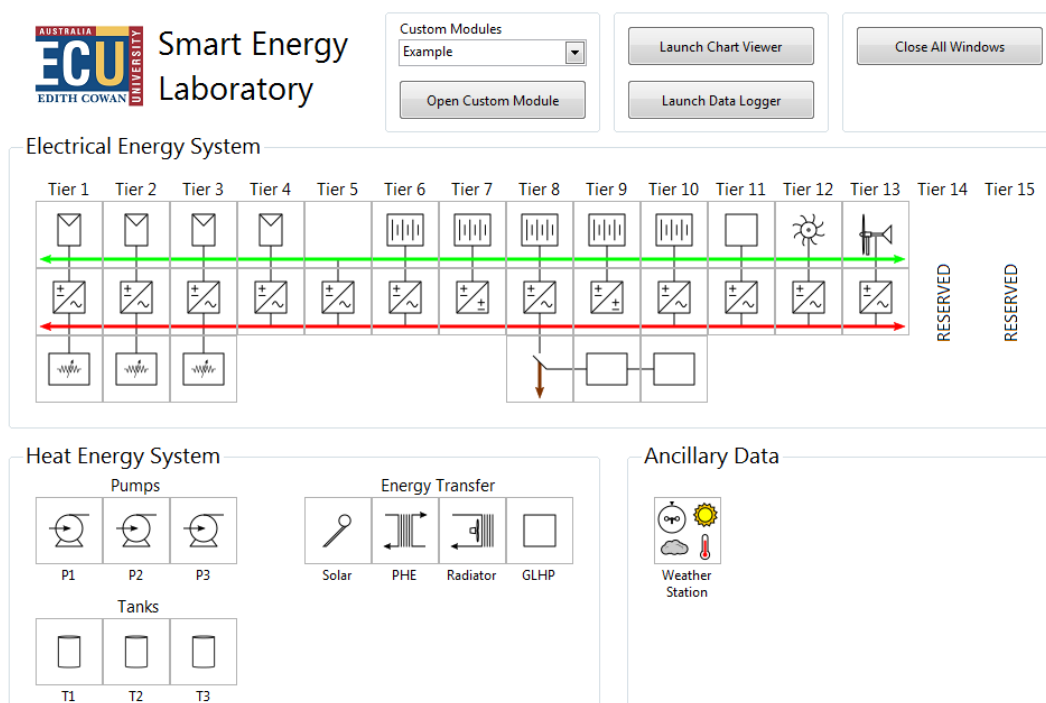 AUSTRALIA
ECU
UNIVERSITY
EDITH COWAN
Smart Energy
Laboratory
Custom Modules
Example
Open Custom Module
Launch Chart Viewer
Launch Data Logger
Close All Windows
Electrical Energy System
Tier 1 Tier 2 Tier 3 Tier 4 Tier 5 Tier 6 Tier 7 Tier 8 Tier 9 Tier 10 Tier 11 Tier 12 Tier 13 Tier 14 Tier 15
RESERVED
RESERVED
Heat Energy System
Pumps
P1 P2 P3
Energy Transfer
Solar PHE Radiator GLHP
Tanks
T1 T2 T3
Ancillary Data
Weather
Station